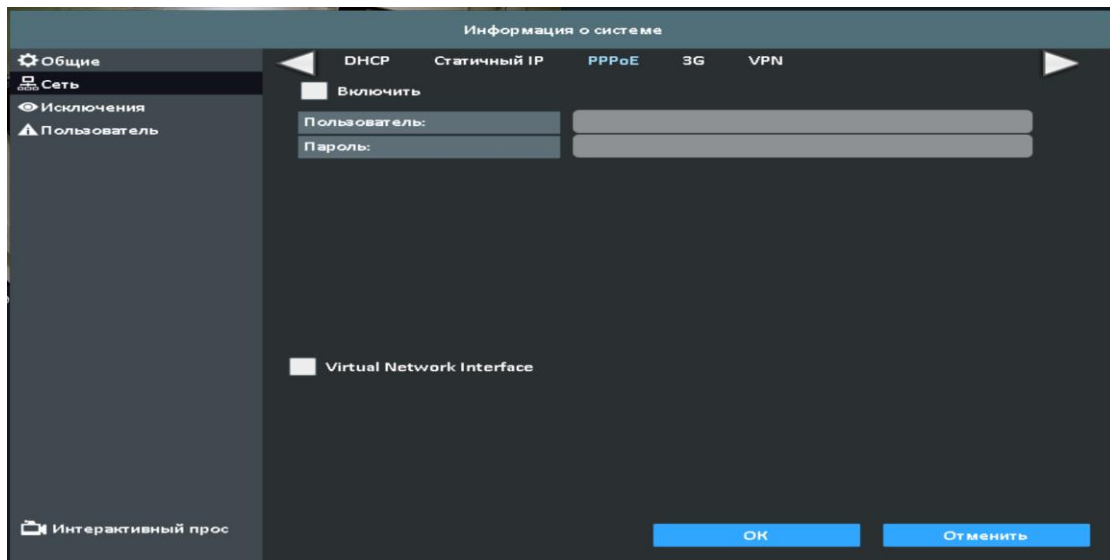 Информация о системе
Общие
Сеть
Исключения
Пользователь
DHCP Статичный IP PPPoE 3G VPN
Включить
Пользователь:
Пароль:
Virtual Network Interface
Интерактивный прос
OK Отменить